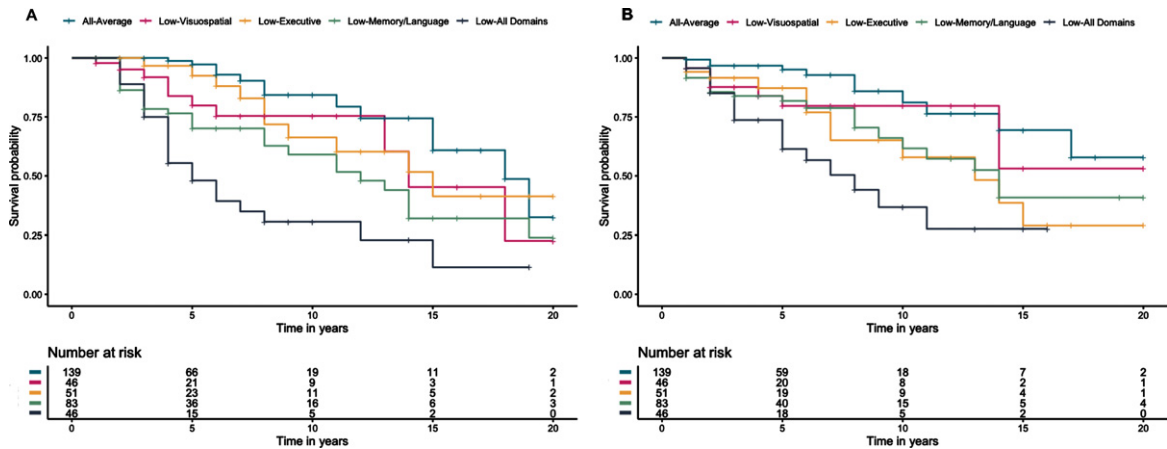 A
All-Average Low-Visuospatial Low-Executive Low-Memory/Language Low-All Domains
Survival probability
1.00
0.75
0.50
0.25
0.00
0 5 10 15 20
Time in years
Number at risk
139 66 19 11 2
46 21 9 3 1
51 23 11 5 2
83 36 16 6 3
46 15 5 2 0
0 5 10 15 20
Time in years
B
All-Average Low-Visuospatial Low-Executive Low-Memory/Language Low-All Domains
Survival probability
1.00
0.75
0.50
0.25
0.00
0 5 10 15 20
Time in years
Number at risk
139 59 18 7 2
46 20 8 2 1
51 19 9 4 1
83 40 15 5 4
46 18 5 2 0
0 5 10 15 20
Time in years